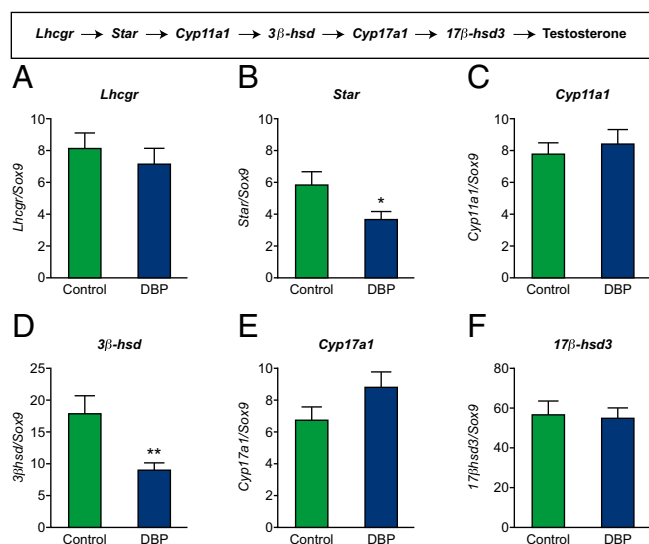 Lhcgr → Star → Cyp11a1 → 3β-hsd → Cyp17a1 → 17β-hsd3 → Testosterone
A
Lhcgr
Lhcgr/Sox9
10
8
6
4
2
0
Control DBP
B
Star
Star/Sox9
10
8
6
4
2
0
*
Control DBP
C
Cyp11a1
Cyp11a1/Sox9
10
8
6
4
2
0
Control DBP
D
3β-hsd
3βhsd/Sox9
25
20
15
10
5
0
**
Control DBP
E
Cyp17a1
Cyp17a1/Sox9
10
8
6
4
2
0
Control DBP
F
17β-hsd3
17βhsd3/Sox9
80
60
40
20
0
Control DBP